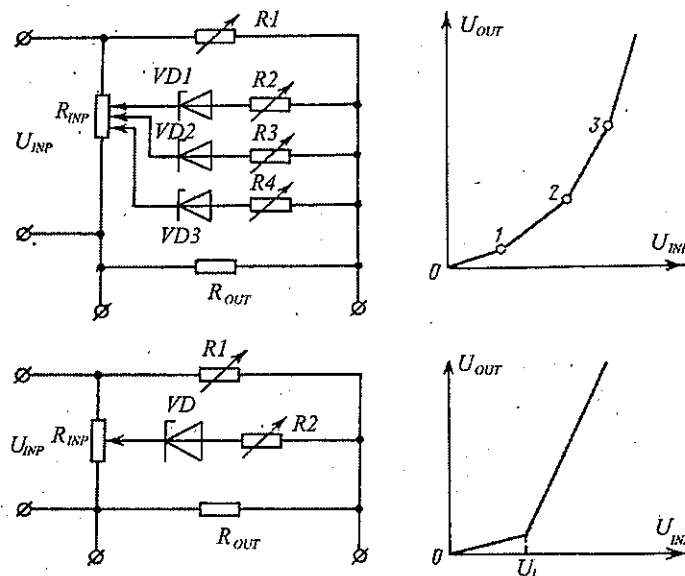 R1
U_OUT
VD1
R2
R_INP
VD2
U_INP
R3
3
R4
2
VD3
1
U_INP
0
R_OUT
R1
U_OUT
VD
R_INP
R2
U_INP
R_OUT
0
U_INP